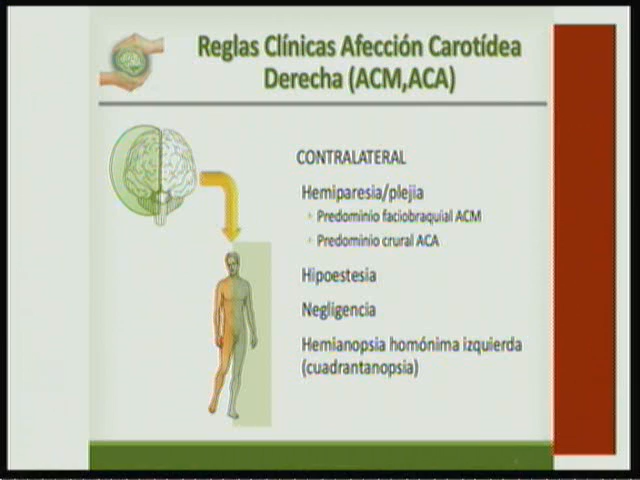 Reglas Clínicas Afección Carotídea
Derecha (ACM,ACA)
CONTRALATERAL
Hemiparesia/plejia
Predominio faciobraquial ACM
Predominio crural ACA
Hipoestesia
Negligencia
Hemianopsia homónima izquierda
(cuadrantanopsia)